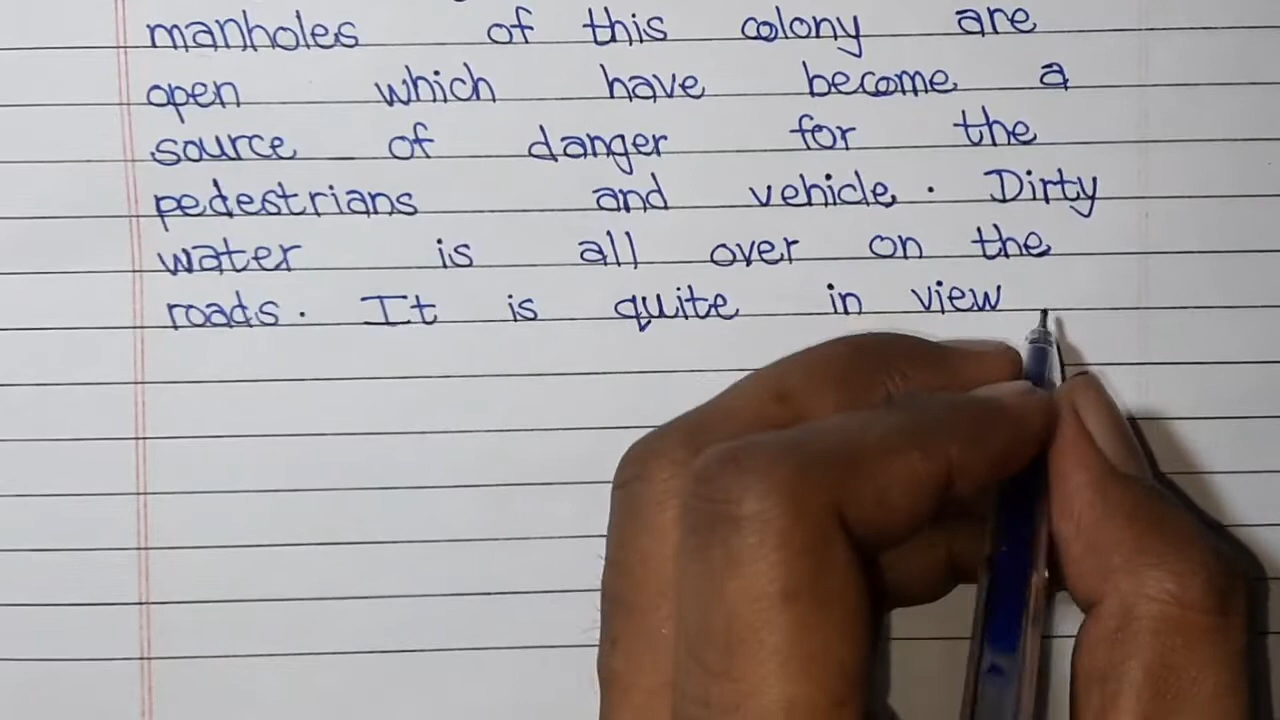 manholes of this colony are
open which have become a
source of danger for the
pedestrians and vehicle. Dirty
water is all over on the
roads. It is quite in view